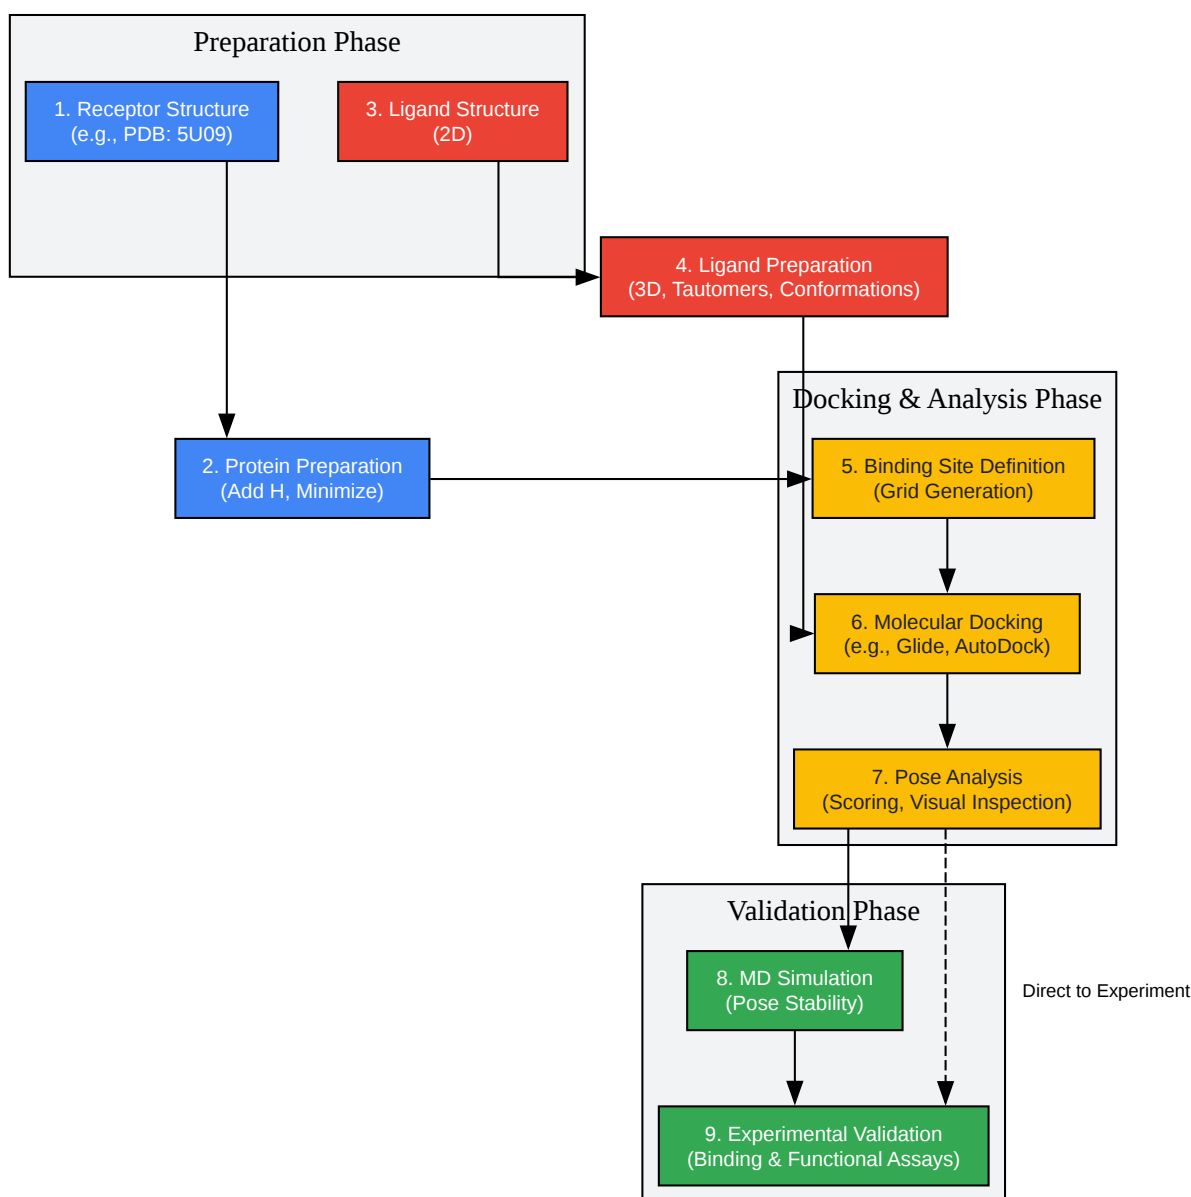 Preparation Phase
1. Receptor Structure
(e.g., PDB: 5U09)
3. Ligand Structure
(2D)
4. Ligand Preparation
(3D, Tautomers, Conformations)
Docking & Analysis Phase
2. Protein Preparation
(Add H, Minimize)
5. Binding Site Definition
(Grid Generation)
6. Molecular Docking
(e.g., Glide, AutoDock)
7. Pose Analysis
(Scoring, Visual Inspection)
Validation Phase
8. MD Simulation
(Pose Stability)
Direct to Experiment
9. Experimental Validation
(Binding & Functional Assays)